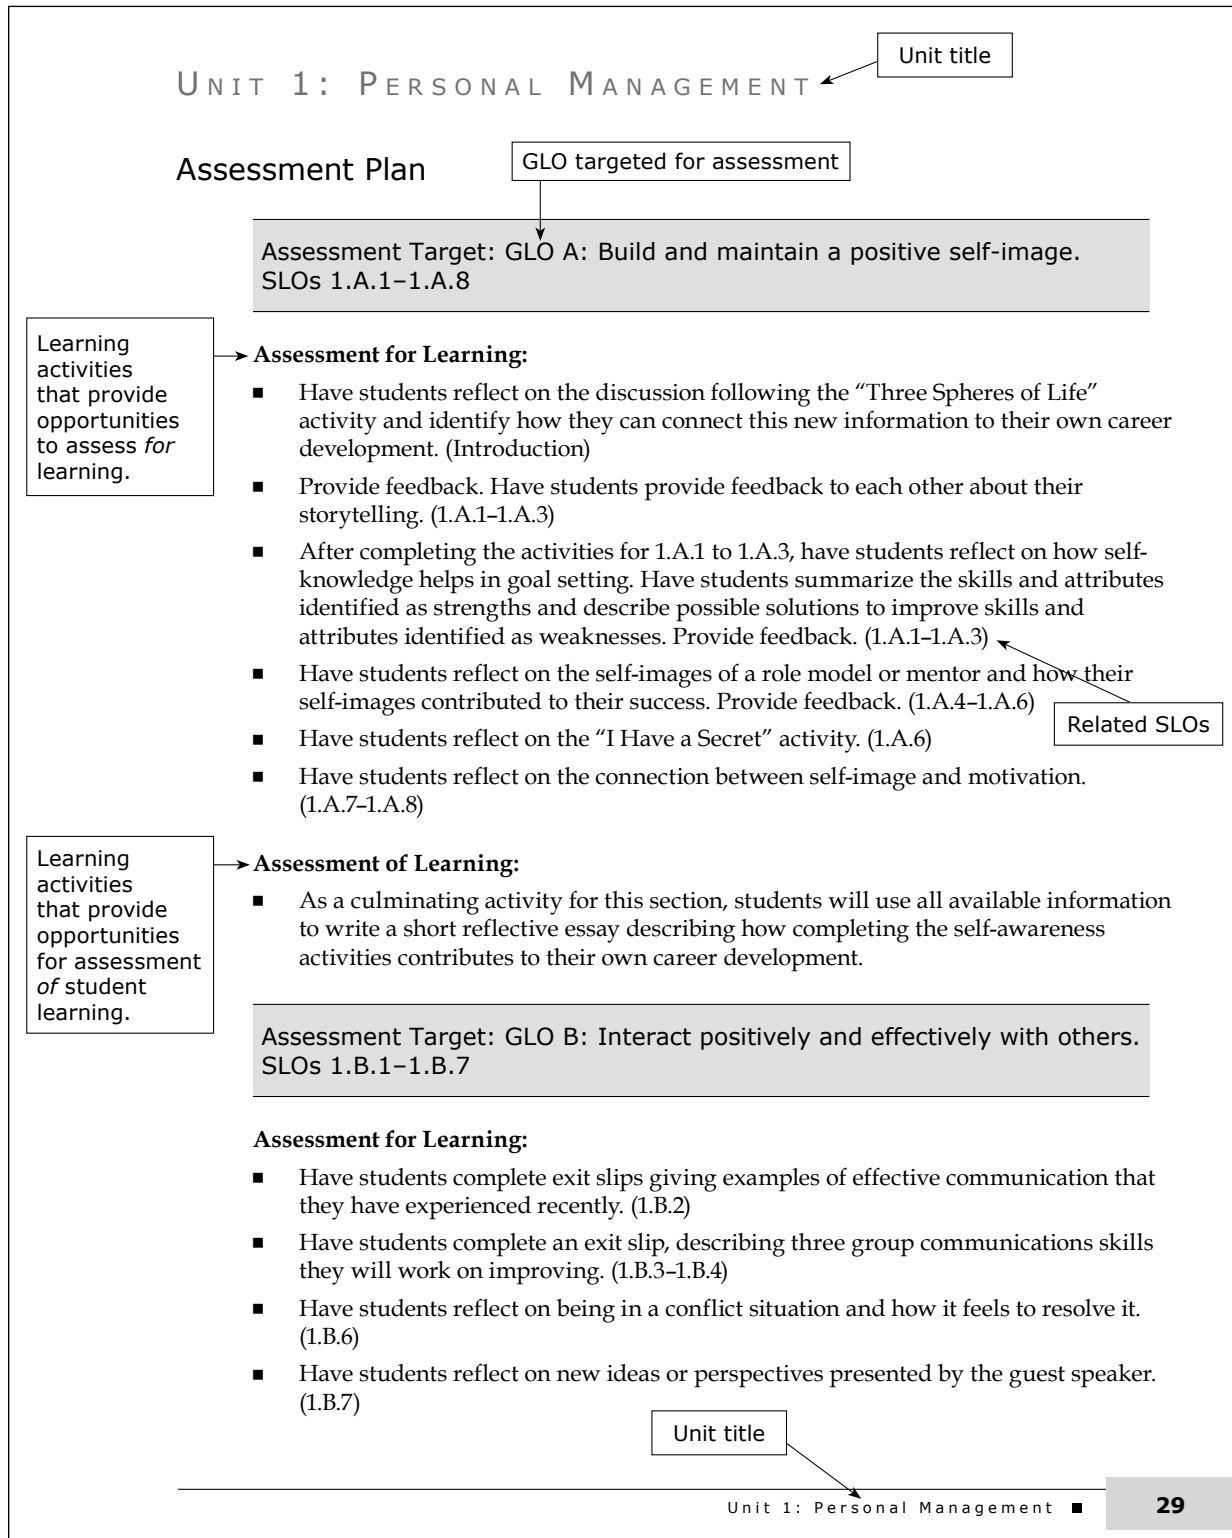 Unit title
UNIT 1: PERSONAL MANAGEMENT
GLO targeted for assessment
Assessment Plan
Assessment Target: GLO A: Build and maintain a positive self-image.
SLOs 1.A.1–1.A.8
Learning
activities
that provide
opportunities
to assess for
learning.
Assessment for Learning:
■ Have students reflect on the discussion following the “Three Spheres of Life”
activity and identify how they can connect this new information to their own career
development. (Introduction)
■ Provide feedback. Have students provide feedback to each other about their
storytelling. (1.A.1–1.A.3)
■ After completing the activities for 1.A.1 to 1.A.3, have students reflect on how self-
knowledge helps in goal setting. Have students summarize the skills and attributes
identified as strengths and describe possible solutions to improve skills and
attributes identified as weaknesses. Provide feedback. (1.A.1–1.A.3)
■ Have students reflect on the self-images of a role model or mentor and how their
self-images contributed to their success. Provide feedback. (1.A.4–1.A.6)
Related SLOs
■ Have students reflect on the “I Have a Secret” activity. (1.A.6)
■ Have students reflect on the connection between self-image and motivation.
(1.A.7–1.A.8)
Learning
activities
that provide
opportunities
for assessment
of student
learning.
Assessment of Learning:
■ As a culminating activity for this section, students will use all available information
to write a short reflective essay describing how completing the self-awareness
activities contributes to their own career development.
Assessment Target: GLO B: Interact positively and effectively with others.
SLOs 1.B.1–1.B.7
Assessment for Learning:
■ Have students complete exit slips giving examples of effective communication that
they have experienced recently. (1.B.2)
■ Have students complete an exit slip, describing three group communications skills
they will work on improving. (1.B.3–1.B.4)
■ Have students reflect on being in a conflict situation and how it feels to resolve it.
(1.B.6)
■ Have students reflect on new ideas or perspectives presented by the guest speaker.
(1.B.7)
Unit title
Unit 1: Personal Management ■ 29